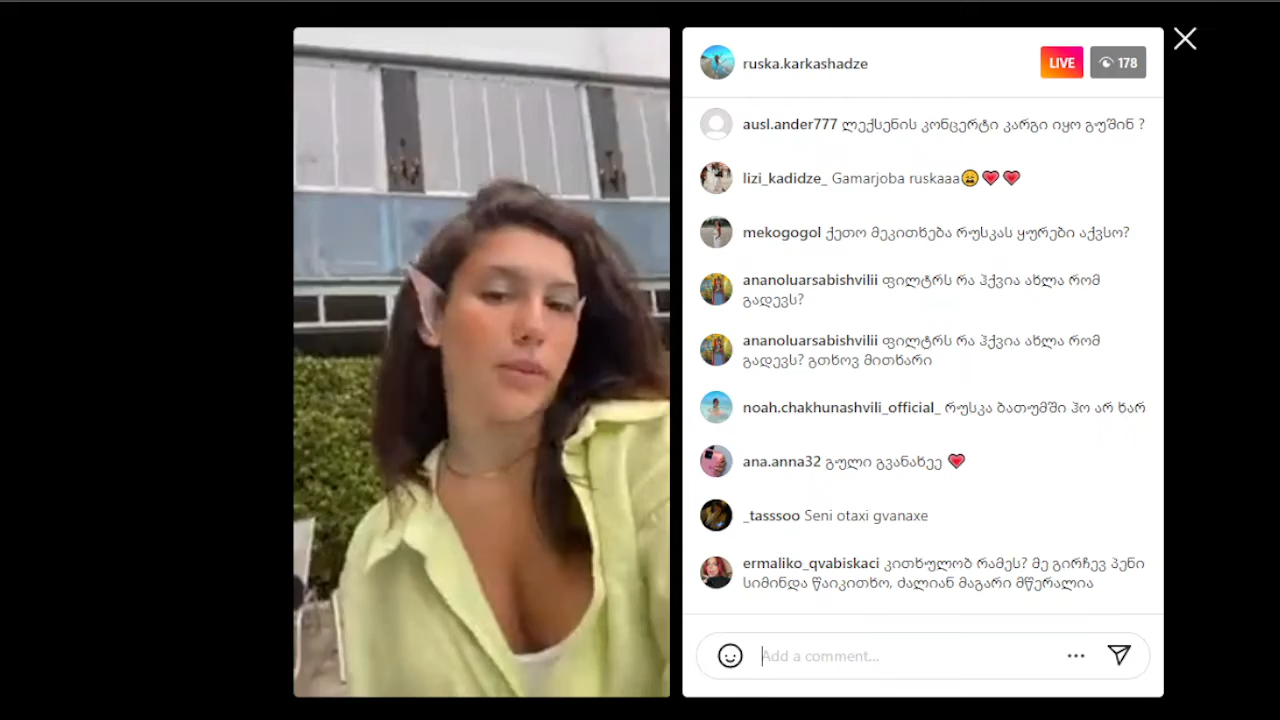 ruska.karkashadze
LIVE
178
ausl.ander777 ლექსენის კონცერტი კარგი იყო გუშინ ?
lizi_kadidze_ Gamarjoba ruskaaa😩💗💗
mekogogol ქეთო მეკითხება რუსკას ყურები აქვსო?
ananoluarsabishvilii ფილტრს რა ჰქვია ახლა რომ
გადევს?
ananoluarsabishvilii ფილტრს რა ჰქვია ახლა რომ
გადევს? გთხოვ მითხარი
noah.chakhunashvili_official_ რუსკა ბათუმში ჰო არ ხარ
ana.anna32 გული გვანახეე 💗
_tasssoo Seni otaxi gvanaxe
ermaliko_qvabiskaci კითხულობ რამეს? მე გირჩევ პენი
სიმინდა წაიკითხო, ძალიან მაგარი მწერალია
Add a comment...